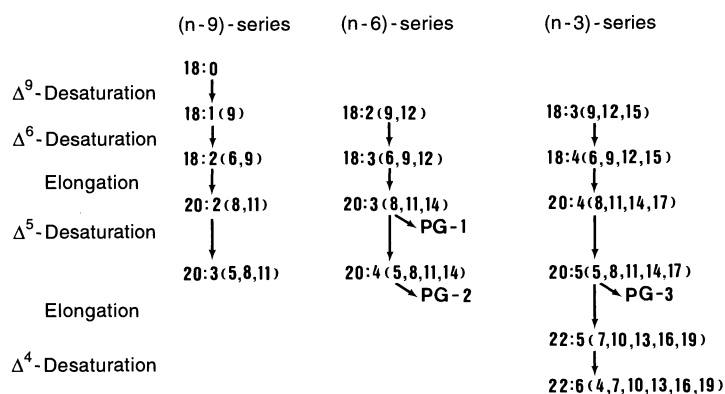 (n-9)-series (n-6)-series (n-3)-series
18:0
Δ⁹-Desaturation
18:1(9) 18:2(9,12) 18:3(9,12,15)
Δ⁶-Desaturation
18:2(6,9) 18:3(6,9,12) 18:4(6,9,12,15)
Elongation
20:2(8,11) 20:3(8,11,14) 20:4(8,11,14,17)
Δ⁵-Desaturation PG-1
20:3(5,8,11) 20:4(5,8,11,14) 20:5(5,8,11,14,17)
PG-2 PG-3
Elongation
22:5(7,10,13,16,19)
Δ⁴-Desaturation
22:6(4,7,10,13,16,19)